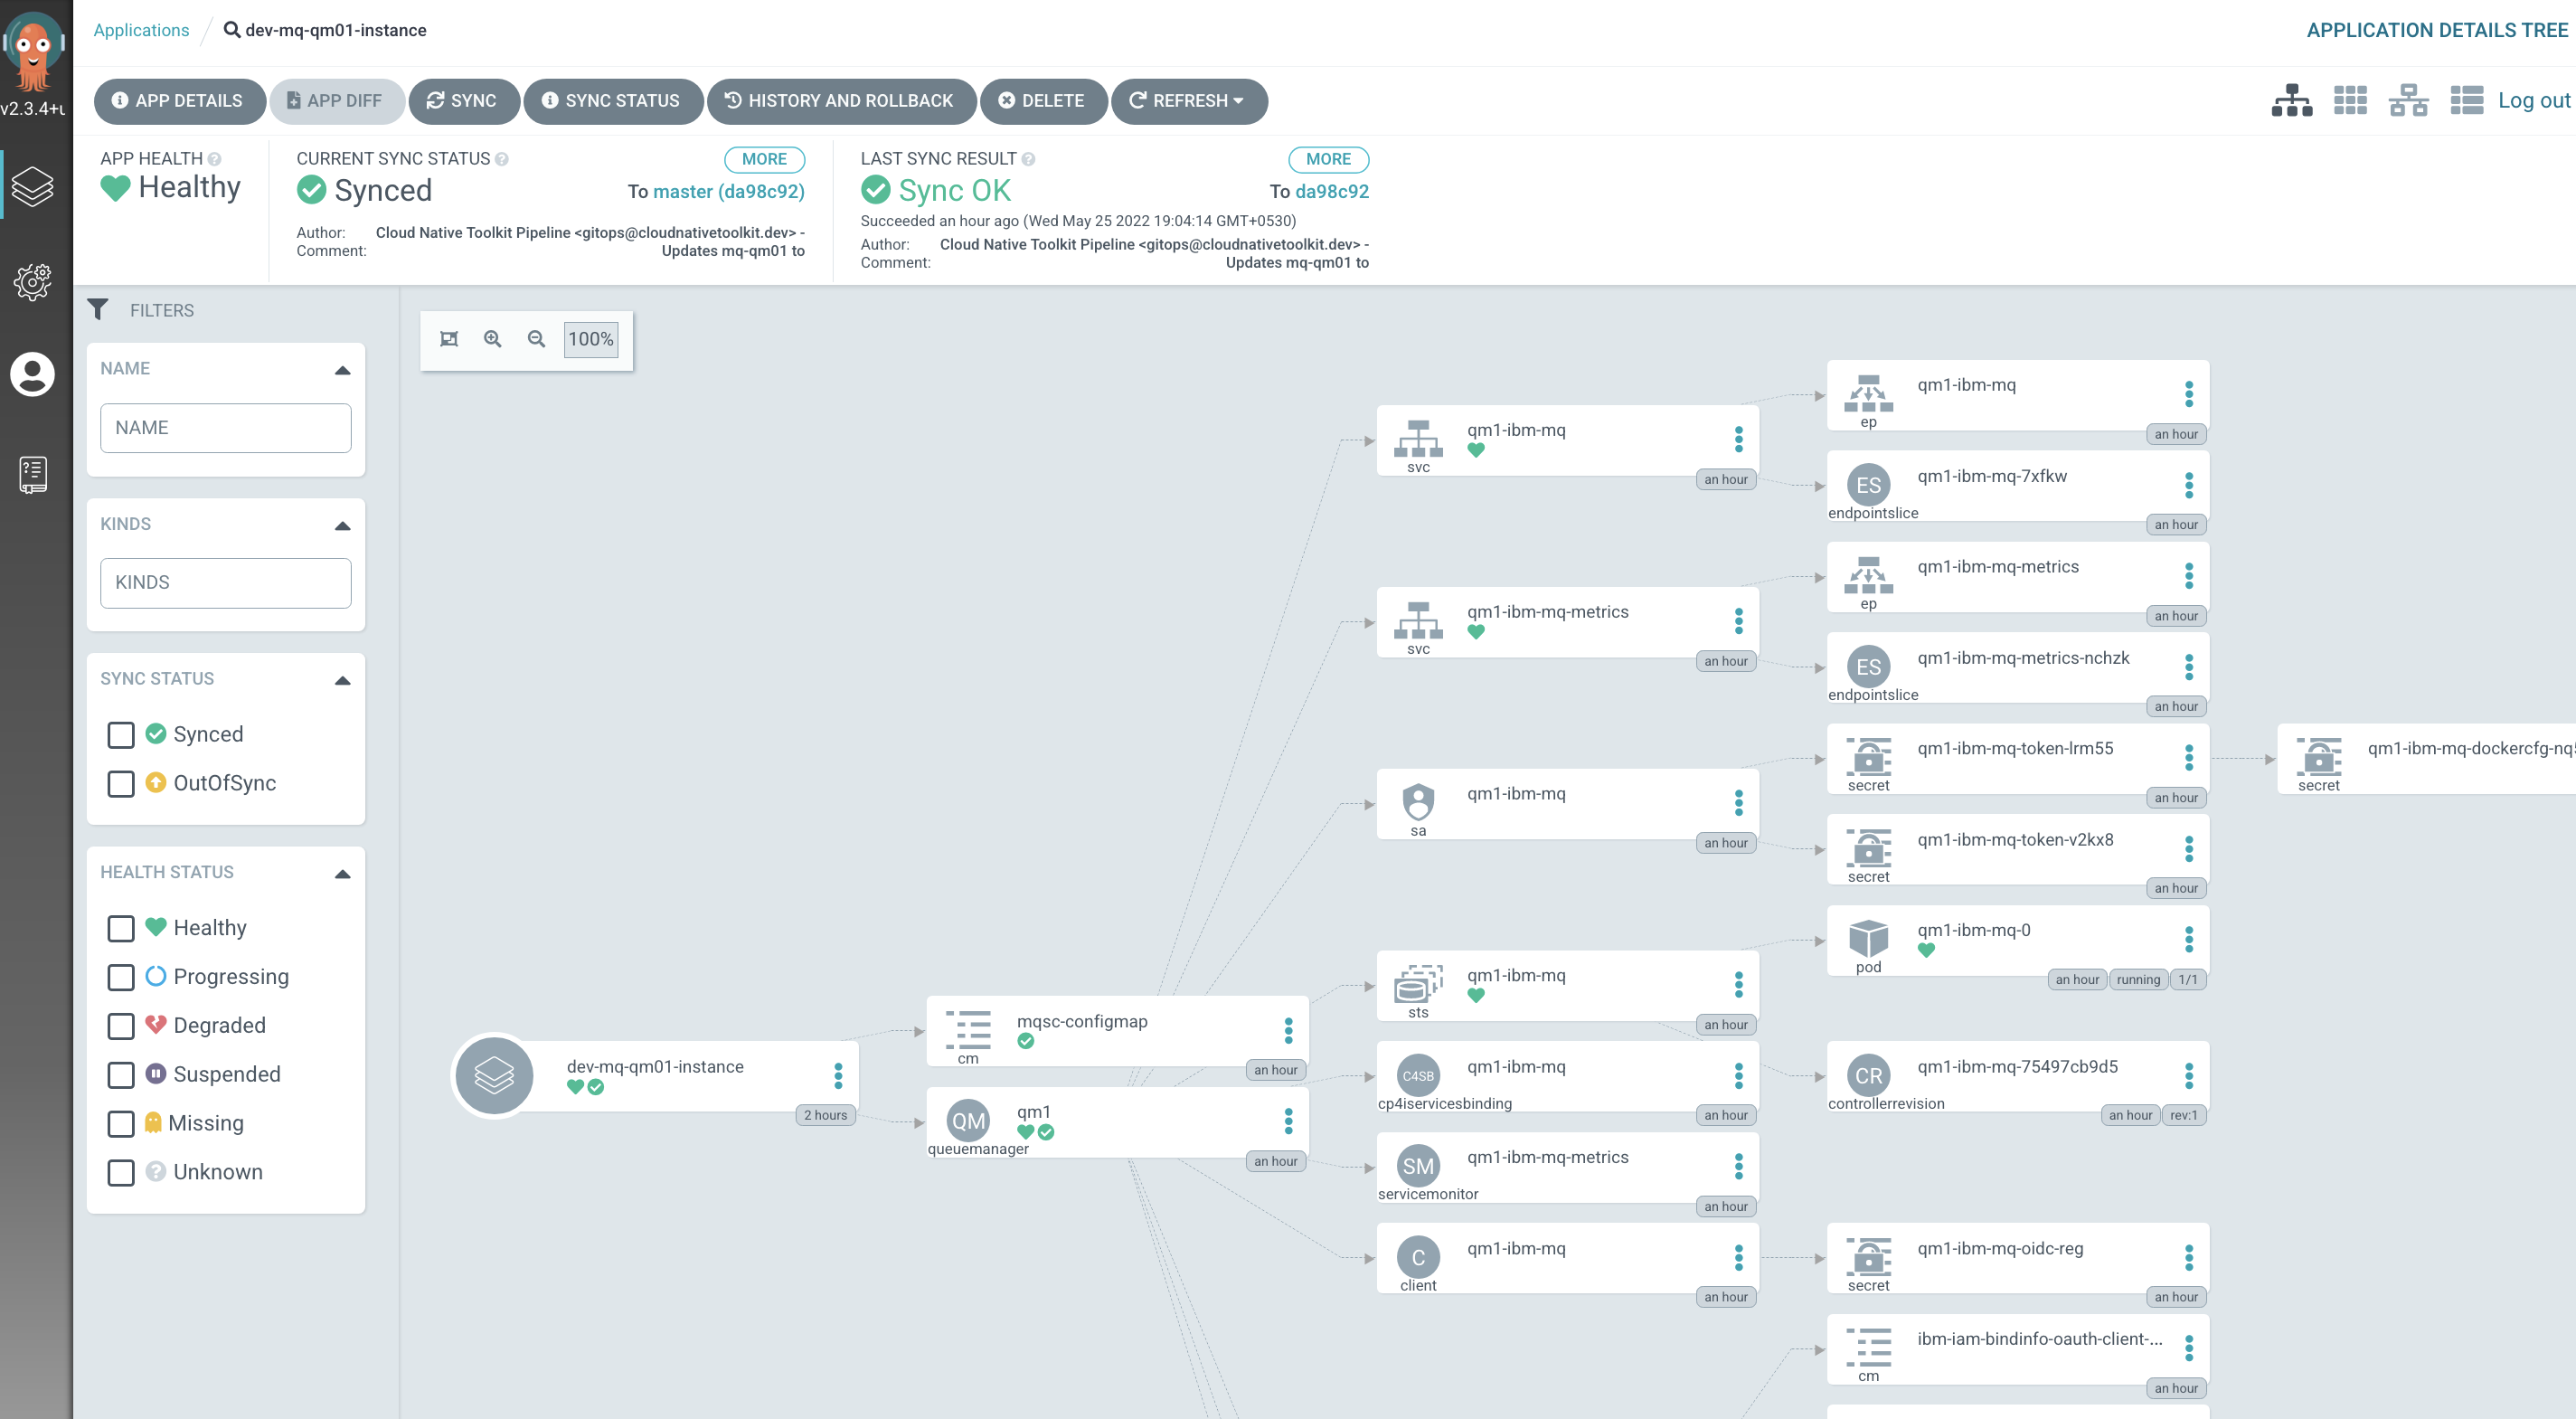 Applications / dev-mq-qm01-instance
APPLICATION DETAILS TREE
v2.3.4+u
APP DETAILS
APP DIFF
SYNC
SYNC STATUS
HISTORY AND ROLLBACK
DELETE
REFRESH
Log out
APP HEALTH
Healthy
CURRENT SYNC STATUS
MORE
Synced
To master (da98c92)
Author: Cloud Native Toolkit Pipeline <gitops@cloudnativetoolkit.dev> -
Comment: Updates mq-qm01 to
LAST SYNC RESULT
MORE
Sync OK
To da98c92
Succeeded an hour ago (Wed May 25 2022 19:04:14 GMT+0530)
Author: Cloud Native Toolkit Pipeline <gitops@cloudnativetoolkit.dev> -
Comment: Updates mq-qm01 to
FILTERS
NAME
NAME
KINDS
KINDS
SYNC STATUS
Synced
OutOfSync
HEALTH STATUS
Healthy
Progressing
Degraded
Suspended
Missing
Unknown
100%
dev-mq-qm01-instance
2 hours
mqsc-configmap
cm
an hour
QM
qm1
queuemanager
an hour
qm1-ibm-mq
svc
an hour
qm1-ibm-mq-metrics
svc
an hour
qm1-ibm-mq
sa
an hour
qm1-ibm-mq
sts
an hour
C4SB
qm1-ibm-mq
cp4iservicesbinding
an hour
SM
qm1-ibm-mq-metrics
servicemonitor
an hour
C
qm1-ibm-mq
client
an hour
qm1-ibm-mq
ep
an hour
ES
qm1-ibm-mq-7xfkw
endpointslice
an hour
qm1-ibm-mq-metrics
ep
an hour
ES
qm1-ibm-mq-metrics-nchzk
endpointslice
an hour
qm1-ibm-mq-token-lrm55
secret
an hour
qm1-ibm-mq-token-v2kx8
secret
an hour
qm1-ibm-mq-0
pod
an hour running 1/1
CR
qm1-ibm-mq-75497cb9d5
controllerrevision
an hour rev:1
qm1-ibm-mq-oidc-reg
secret
an hour
ibm-iam-bindinfo-oauth-client-...
cm
an hour
qm1-ibm-mq-dockercfg-nq
secret